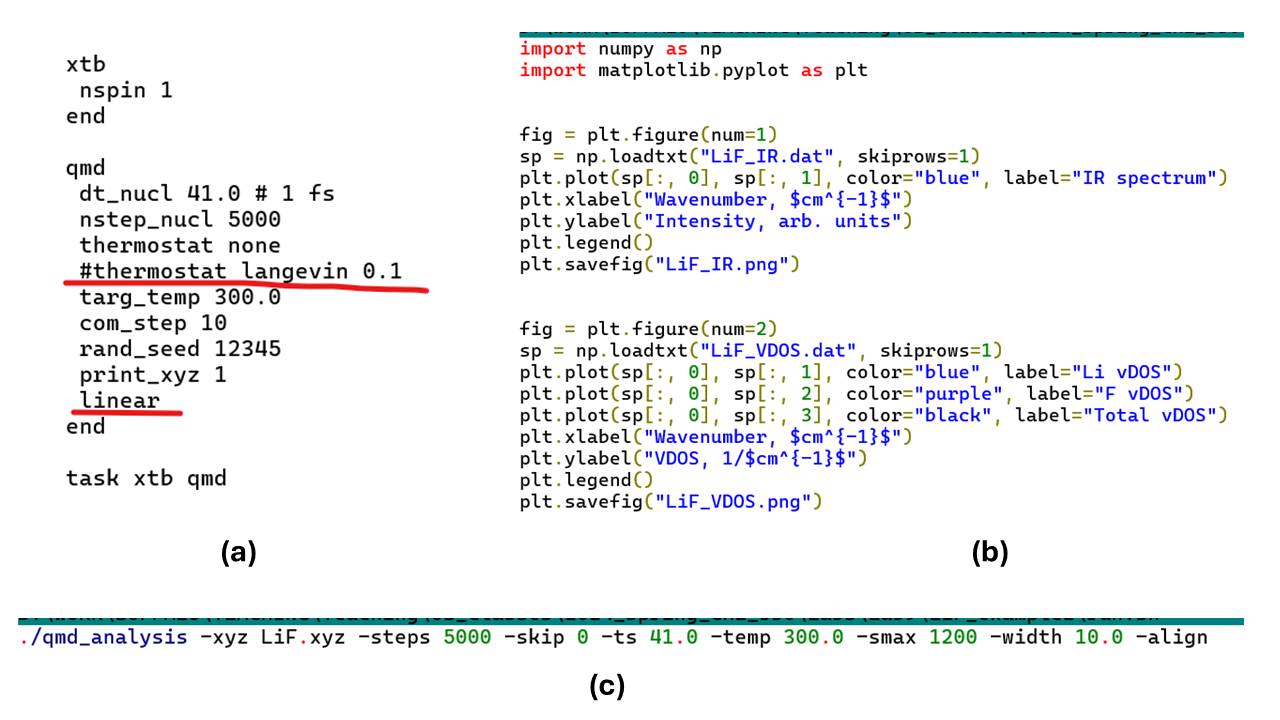 xtb
nspin 1
end
qmd
dt_nucl 41.0 # 1 fs
nstep_nucl 5000
thermostat none
#thermostat langevin 0.1
targ_temp 300.0
com_step 10
rand_seed 12345
print_xyz 1
linear
end
task xtb qmd
(a)
import numpy as np
import matplotlib.pyplot as plt
fig = plt.figure(num=1)
sp = np.loadtxt("LiF_IR.dat", skiprows=1)
plt.plot(sp[:, 0], sp[:, 1], color="blue", label="IR spectrum")
plt.xlabel("Wavenumber, $cm^{-1}$")
plt.ylabel("Intensity, arb. units")
plt.legend()
plt.savefig("LiF_IR.png")
fig = plt.figure(num=2)
sp = np.loadtxt("LiF_VDOS.dat", skiprows=1)
plt.plot(sp[:, 0], sp[:, 1], color="blue", label="Li vDOS")
plt.plot(sp[:, 0], sp[:, 2], color="purple", label="F vDOS")
plt.plot(sp[:, 0], sp[:, 3], color="black", label="Total vDOS")
plt.xlabel("Wavenumber, $cm^{-1}$")
plt.ylabel("VDOS, 1/$cm^{-1}$")
plt.legend()
plt.savefig("LiF_VDOS.png")
(b)
./qmd_analysis -xyz LiF.xyz -steps 5000 -skip 0 -ts 41.0 -temp 300.0 -smax 1200 -width 10.0 -align
(c)